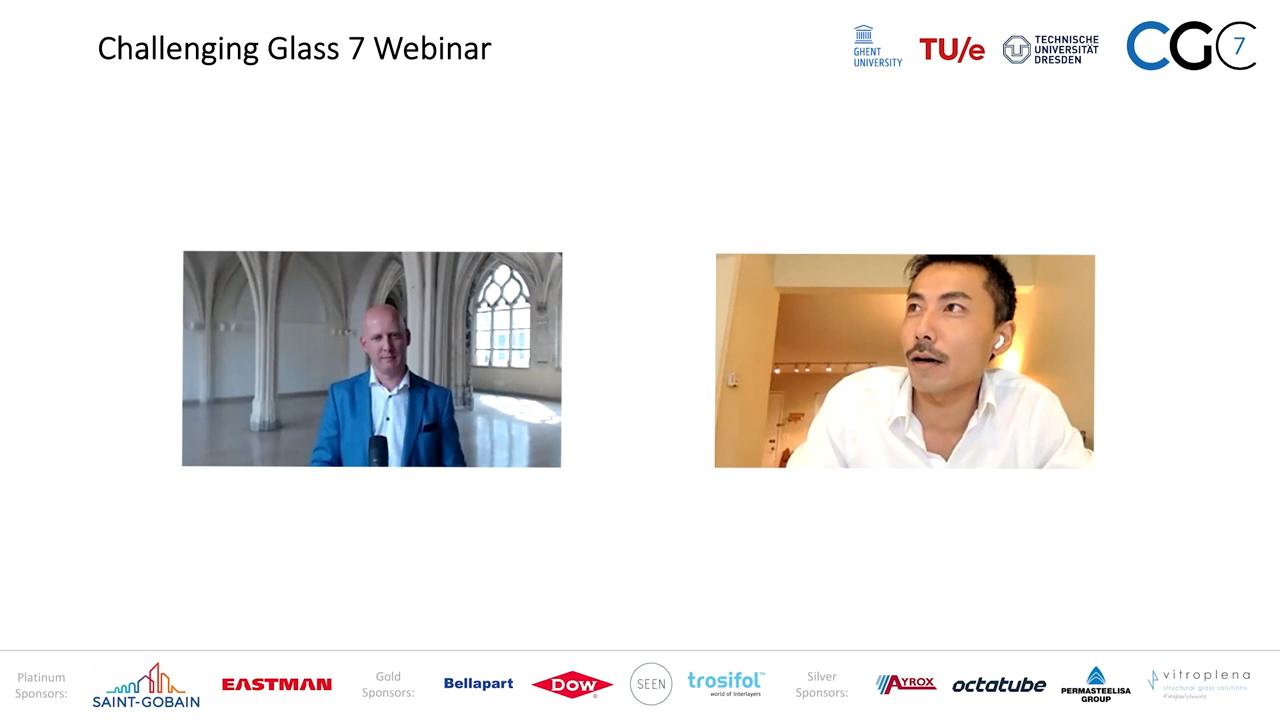 Challenging Glass 7 Webinar
GHENT
UNIVERSITY
TU/e
TECHNISCHE
UNIVERSITÄT
DRESDEN
CGC
7
Platinum
Sponsors:
SAINT-GOBAIN
EASTMAN
Gold
Sponsors:
Bellapart
DOW
SEEN
trosifol™
world of interlayers
Silver
Sponsors:
AYROX
octatube
PERMASTEELISA
GROUP
vitroplena
structural glass solutions